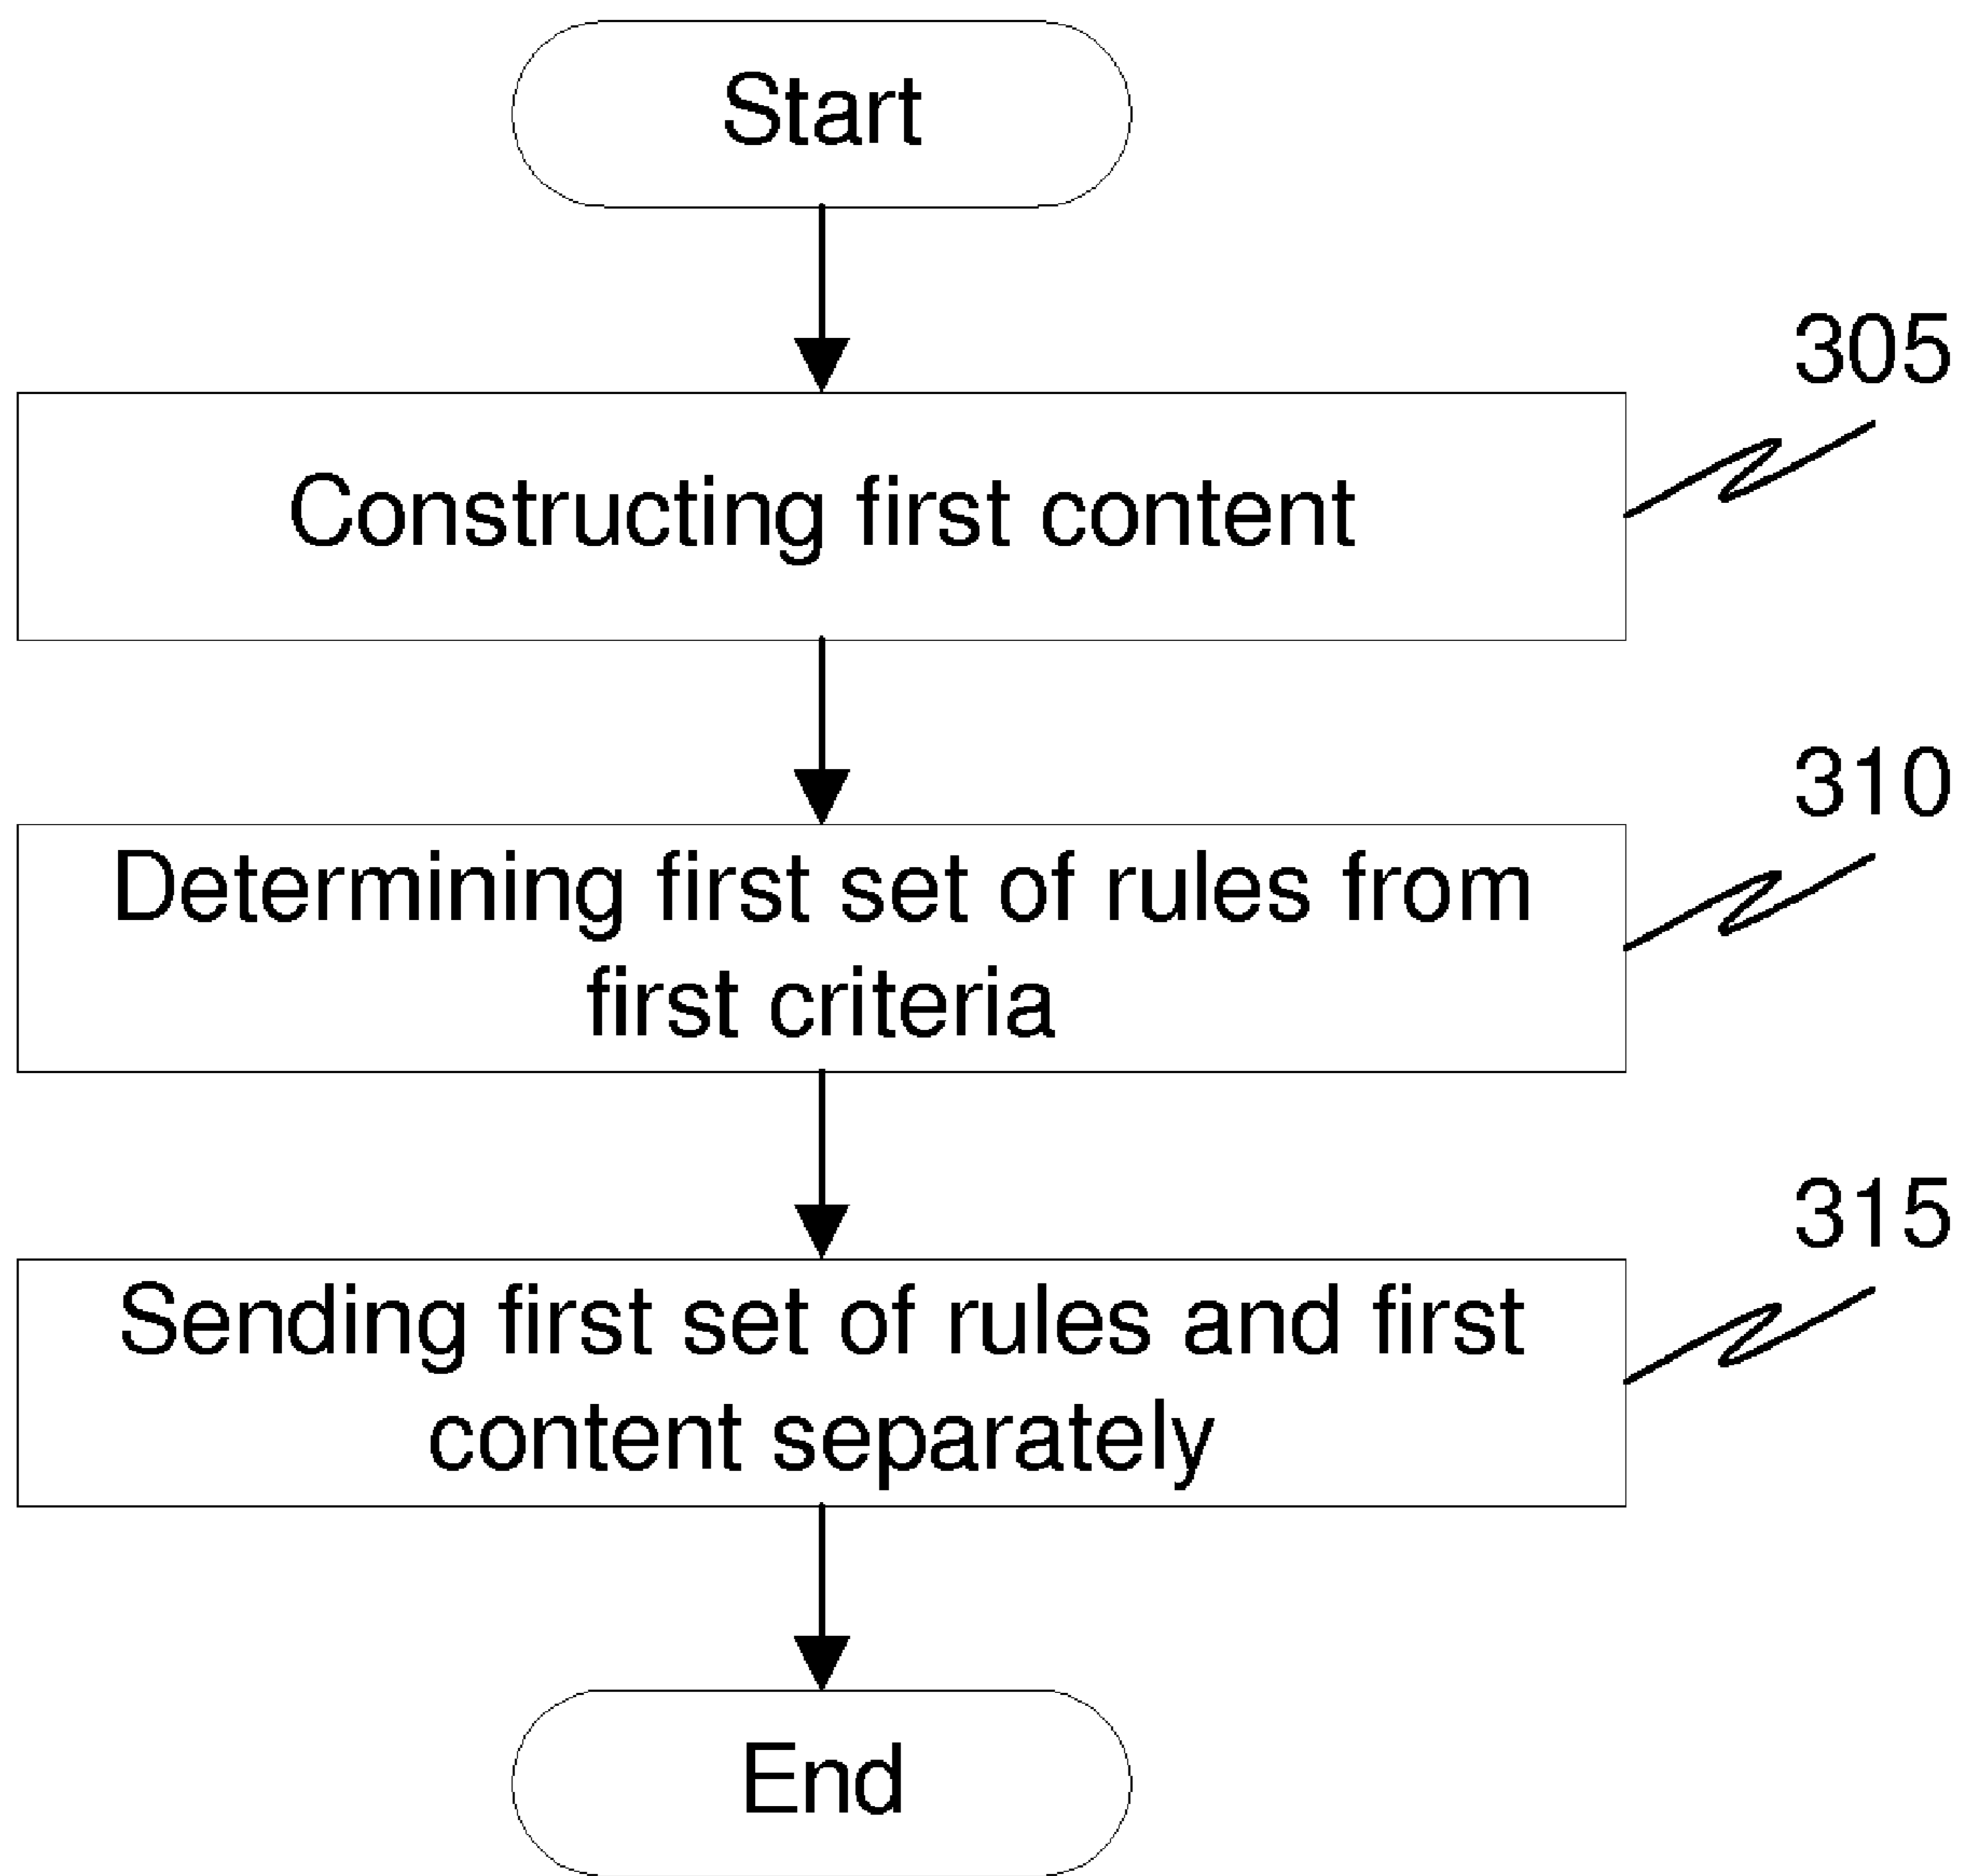 Start
305
Constructing first content
310
Determining first set of rules from
first criteria
315
Sending first set of rules and first
content separately
End